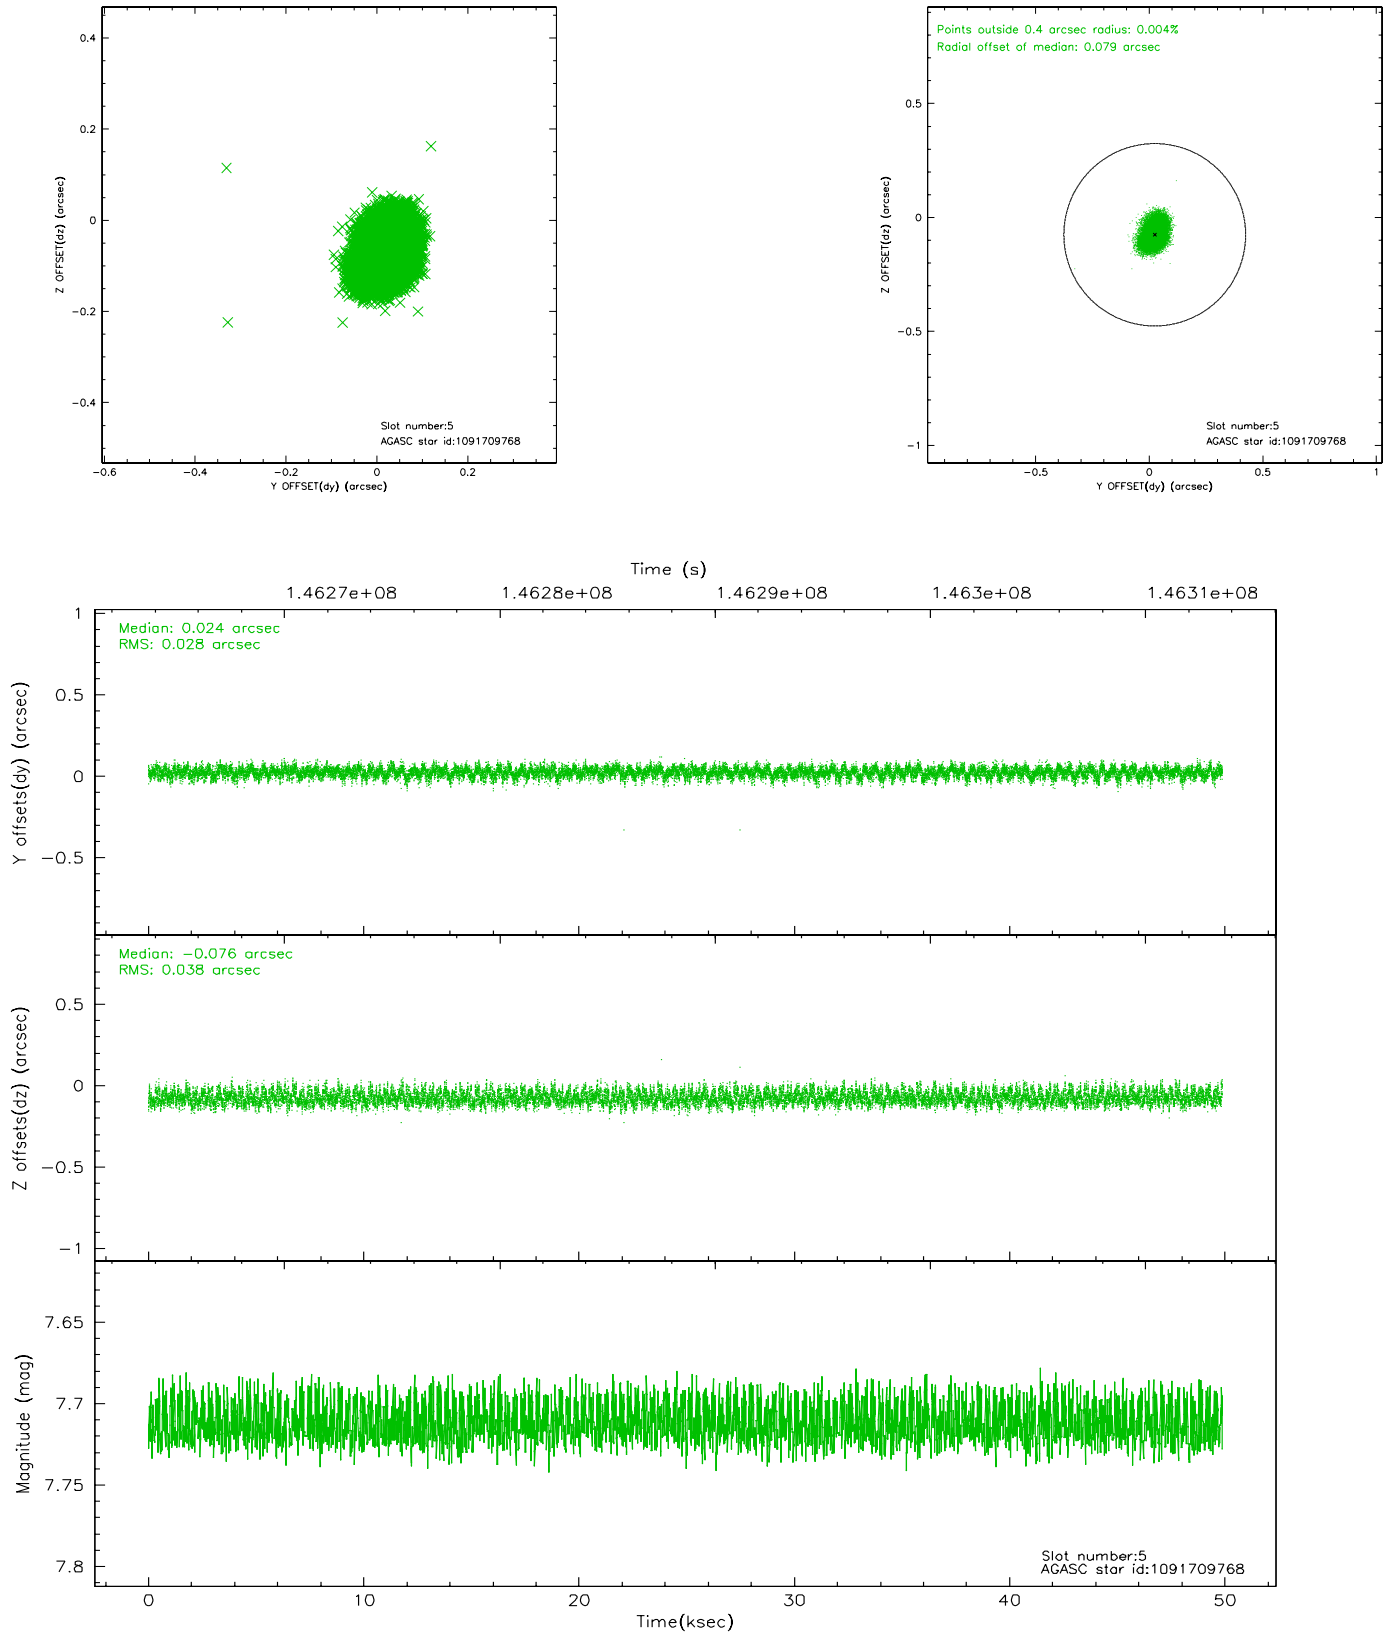 0.4
0.2
0
−0.2
−0.4
Z OFFSET(dz) (arcsec)
Slot number:5
AGASC star id:1091709768
−0.6 −0.4 −0.2 0 0.2
Y OFFSET(dy) (arcsec)
Points outside 0.4 arcsec radius: 0.004%
Radial offset of median: 0.079 arcsec
0.5
0
−0.5
−1
Z OFFSET(dz) (arcsec)
Slot number:5
AGASC star id:1091709768
−0.5 0 0.5 1
Y OFFSET(dy) (arcsec)
Time (s)
1.4627e+08 1.4628e+08 1.4629e+08 1.463e+08 1.4631e+08
Median: 0.024 arcsec
RMS: 0.028 arcsec
1
0.5
0
−0.5
Y offsets(dy) (arcsec)
Median: −0.076 arcsec
RMS: 0.038 arcsec
0.5
0
−0.5
−1
Z offsets(dz) (arcsec)
7.65
7.7
7.75
7.8
Magnitude (mag)
Slot number:5
AGASC star id:1091709768
0 10 20 30 40 50
Time(ksec)